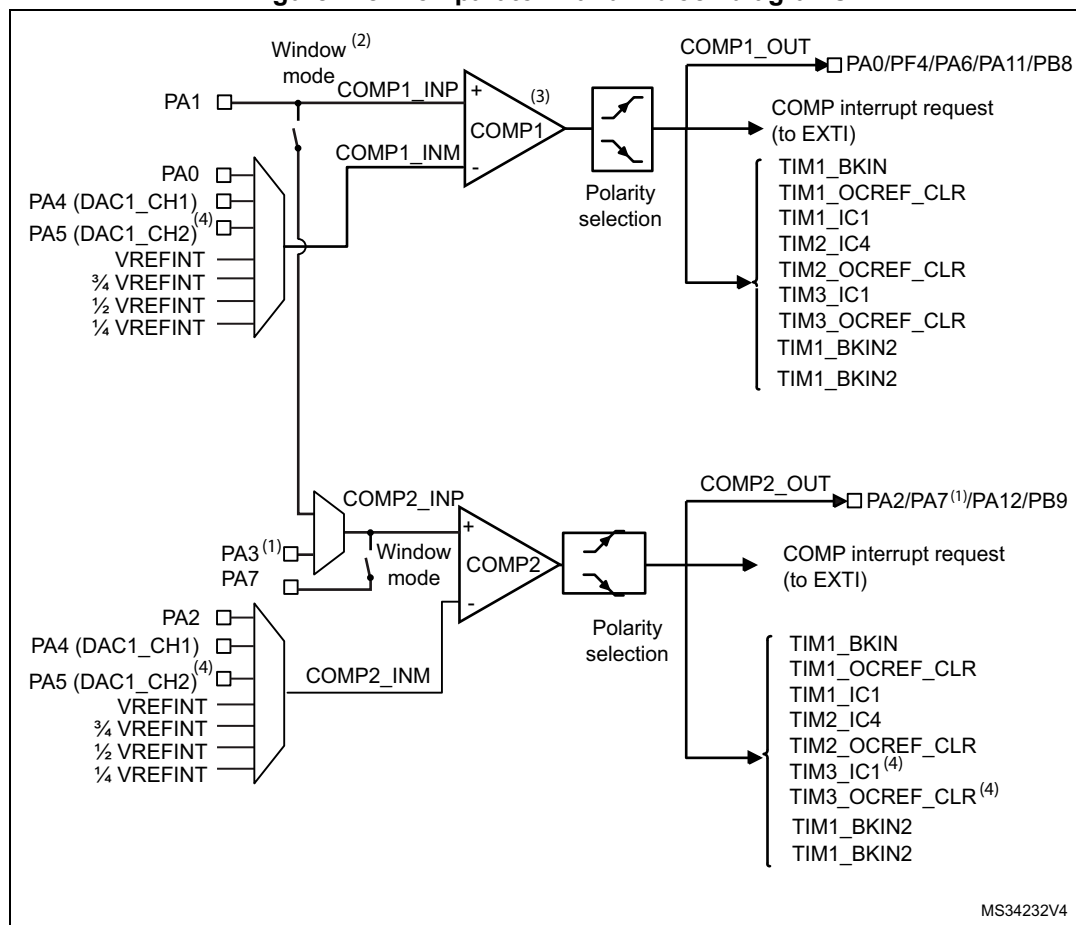 Window (2)
mode
COMP1_OUT
PA0/PF4/PA6/PA11/PB8
PA1
COMP1_INP
+
(3)
COMP1
COMP interrupt request
(to EXTI)
COMP1_INM
-
Polarity
selection
PA0
PA4 (DAC1_CH1)
PA5 (DAC1_CH2)(4)
VREFINT
¾ VREFINT
½ VREFINT
¼ VREFINT
TIM1_BKIN
TIM1_OCREF_CLR
TIM1_IC1
TIM2_IC4
TIM2_OCREF_CLR
TIM3_IC1
TIM3_OCREF_CLR
TIM1_BKIN2
TIM1_BKIN2
COMP2_OUT
PA2/PA7(1)/PA12/PB9
COMP2_INP
+
PA3(1)
PA7
Window
mode
COMP2
COMP interrupt request
(to EXTI)
-
Polarity
selection
PA2
PA4 (DAC1_CH1)
PA5 (DAC1_CH2)(4)
VREFINT
¾ VREFINT
½ VREFINT
¼ VREFINT
COMP2_INM
TIM1_BKIN
TIM1_OCREF_CLR
TIM1_IC1
TIM2_IC4
TIM2_OCREF_CLR
TIM3_IC1(4)
TIM3_OCREF_CLR(4)
TIM1_BKIN2
TIM1_BKIN2
MS34232V4